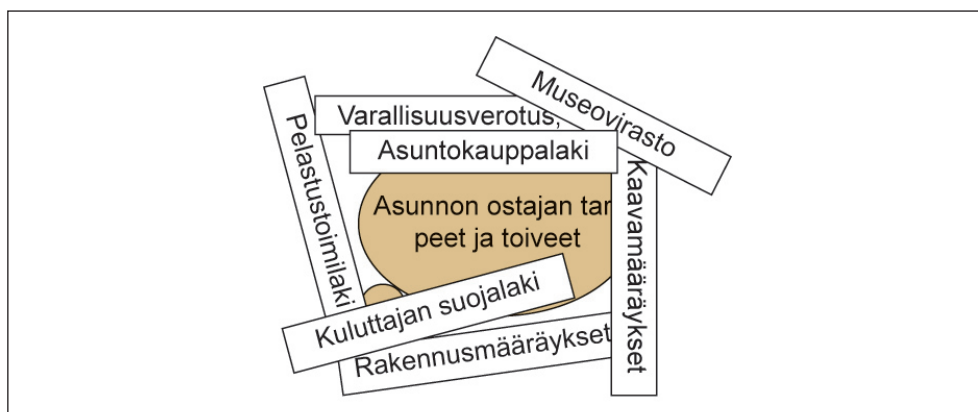 Museovirasto
Varallisuusverotus,
Pelastustoimilaki
Asuntokauppalaki
Kaavamääräykset
Asunnon ostajan tar
peet ja toiveet
Kuluttajan suojalaki
Rakennusmääräykset